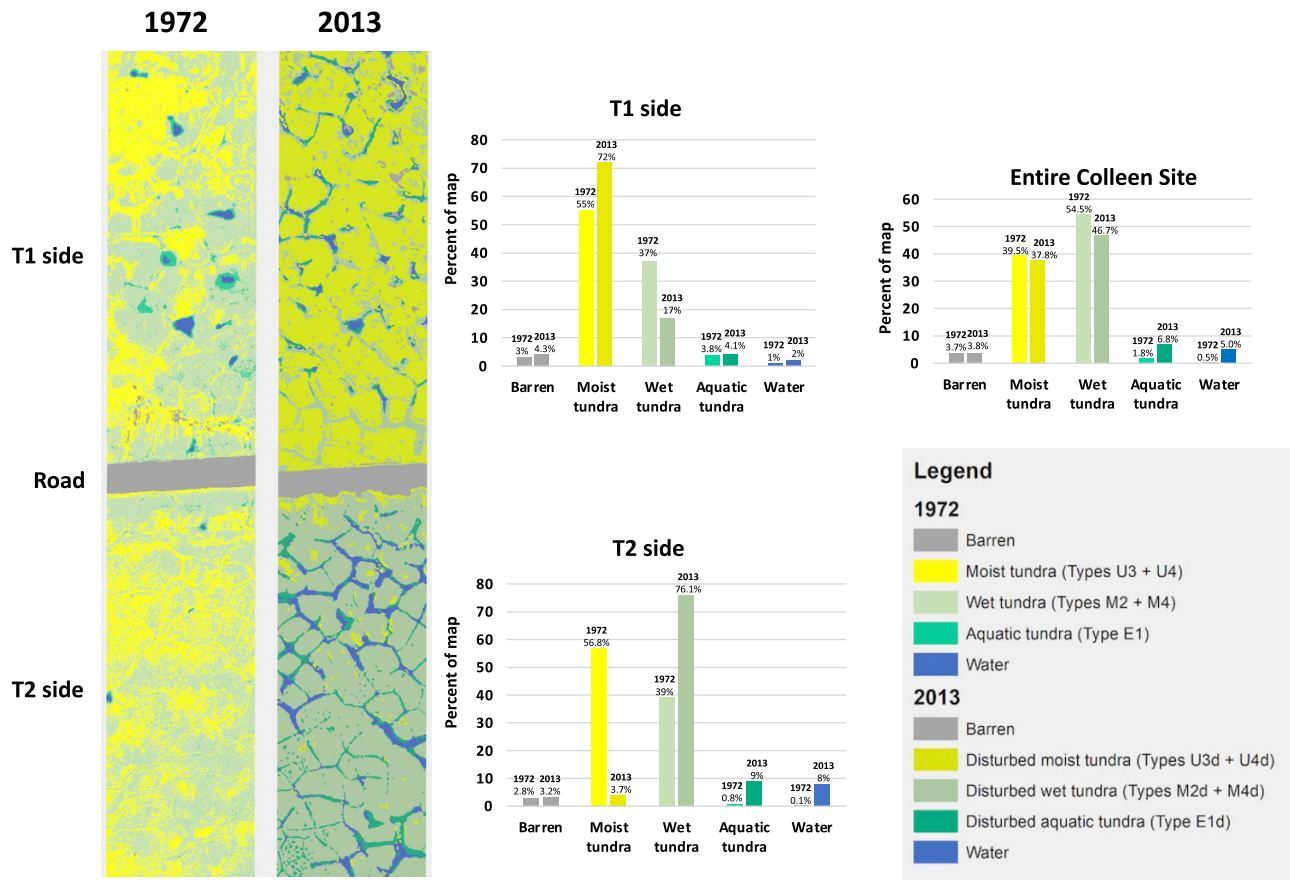 1972
2013
T1 side
Road
T2 side
T1 side
Percent of map
80
70
60
50
40
30
20
10
0
1972
3%
2013
4.3%
1972
55%
2013
72%
1972
37%
2013
17%
1972
3.8%
2013
4.1%
1972
1%
2013
2%
Barren
Moist
tundra
Wet
tundra
Aquatic
tundra
Water
Entire Colleen Site
Percent of map
60
50
40
30
20
10
0
1972
3.7%
2013
3.8%
1972
39.5%
2013
37.8%
1972
54.5%
2013
46.7%
1972
1.8%
2013
6.8%
1972
0.5%
2013
5.0%
Barren
Moist
tundra
Wet
tundra
Aquatic
tundra
Water
T2 side
Percent of map
80
70
60
50
40
30
20
10
0
1972
2.8%
2013
3.2%
1972
56.8%
2013
3.7%
1972
39%
2013
76.1%
1972
0.8%
2013
9%
1972
0.1%
2013
8%
Barren
Moist
tundra
Wet
tundra
Aquatic
tundra
Water
Legend
1972
Barren
Moist tundra (Types U3 + U4)
Wet tundra (Types M2 + M4)
Aquatic tundra (Type E1)
Water
2013
Barren
Disturbed moist tundra (Types U3d + U4d)
Disturbed wet tundra (Types M2d + M4d)
Disturbed aquatic tundra (Type E1d)
Water